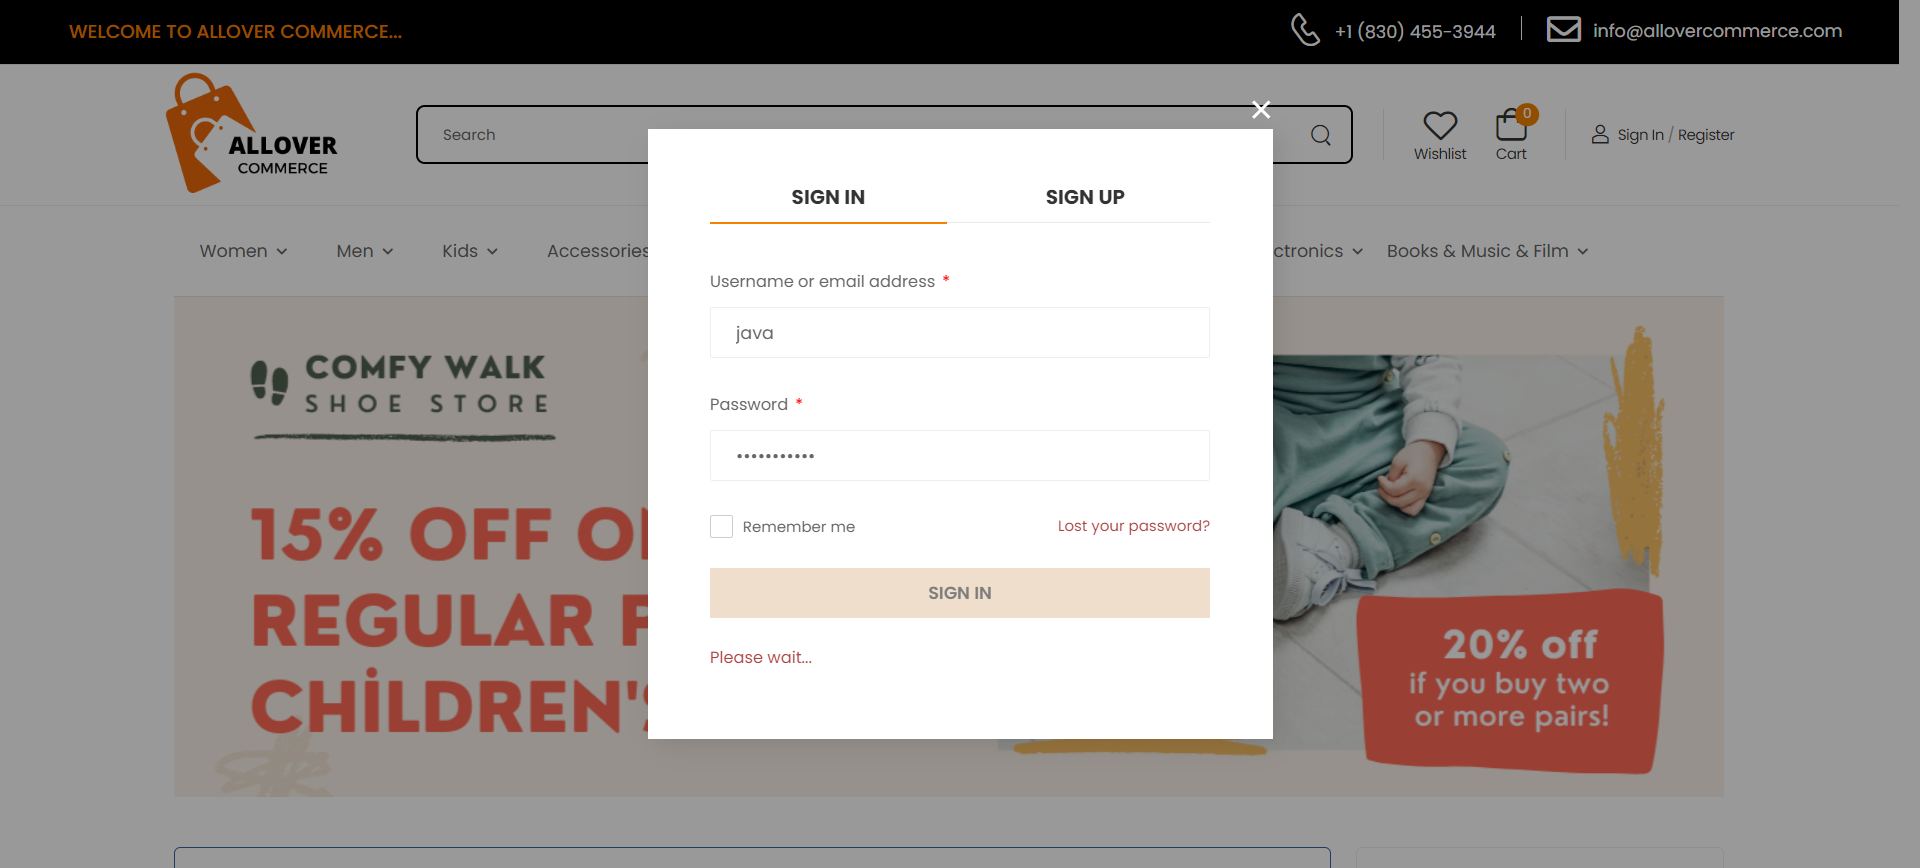 WELCOME TO ALLOVER COMMERCE...
+1 (830) 455-3944
info@allovercommerce.com
ALLOVER
COMMERCE
Search
Wishlist
0
Cart
Sign In / Register
Women
Men
Kids
Accessories
ctronics
Books & Music & Film
COMFY WALK
SHOE STORE
15% OFF O
REGULAR
CHİLDREN'
20% off
if you buy two
or more pairs!
SIGN IN
SIGN UP
Username or email address *
java
Password *
•••••••••••
Remember me
Lost your password?
SIGN IN
Please wait...